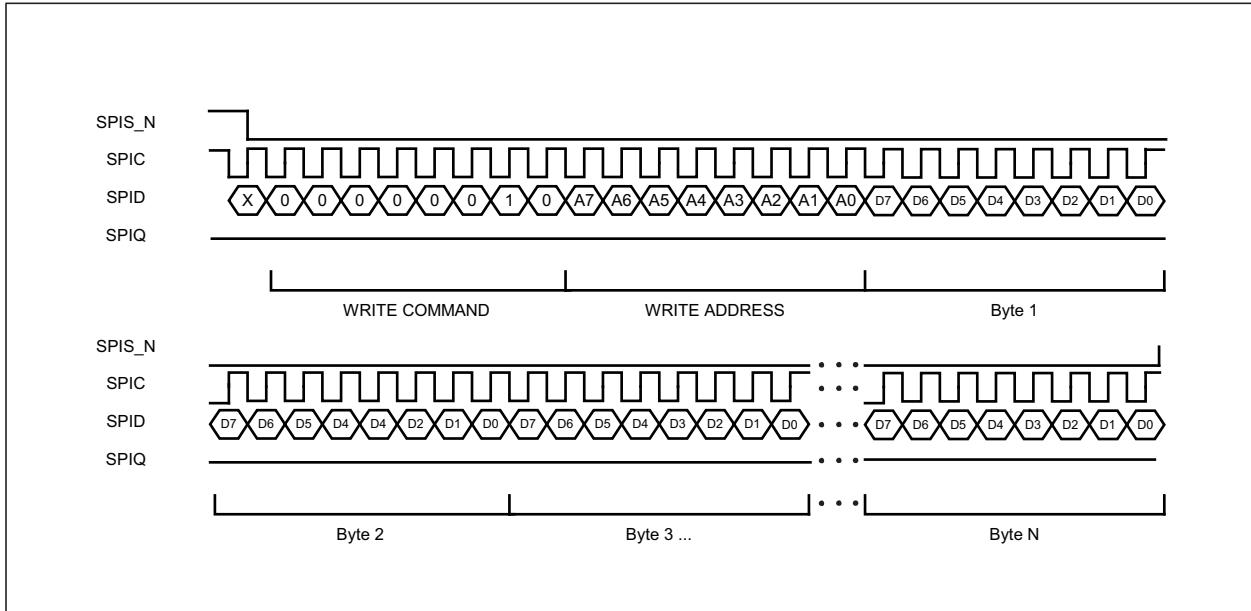 SPIS_N
SPIC
SPID X 0 0 0 0 0 0 1 0 A7 A6 A5 A4 A3 A2 A1 A0 D7 D6 D5 D4 D3 D2 D1 D0
SPIQ
WRITE COMMAND WRITE ADDRESS Byte 1
SPIS_N
SPIC
SPID D7 D6 D5 D4 D4 D2 D1 D0 D7 D6 D5 D4 D3 D2 D1 D0 D7 D6 D5 D4 D3 D2 D1 D0
SPIQ
Byte 2 Byte 3 ... Byte N